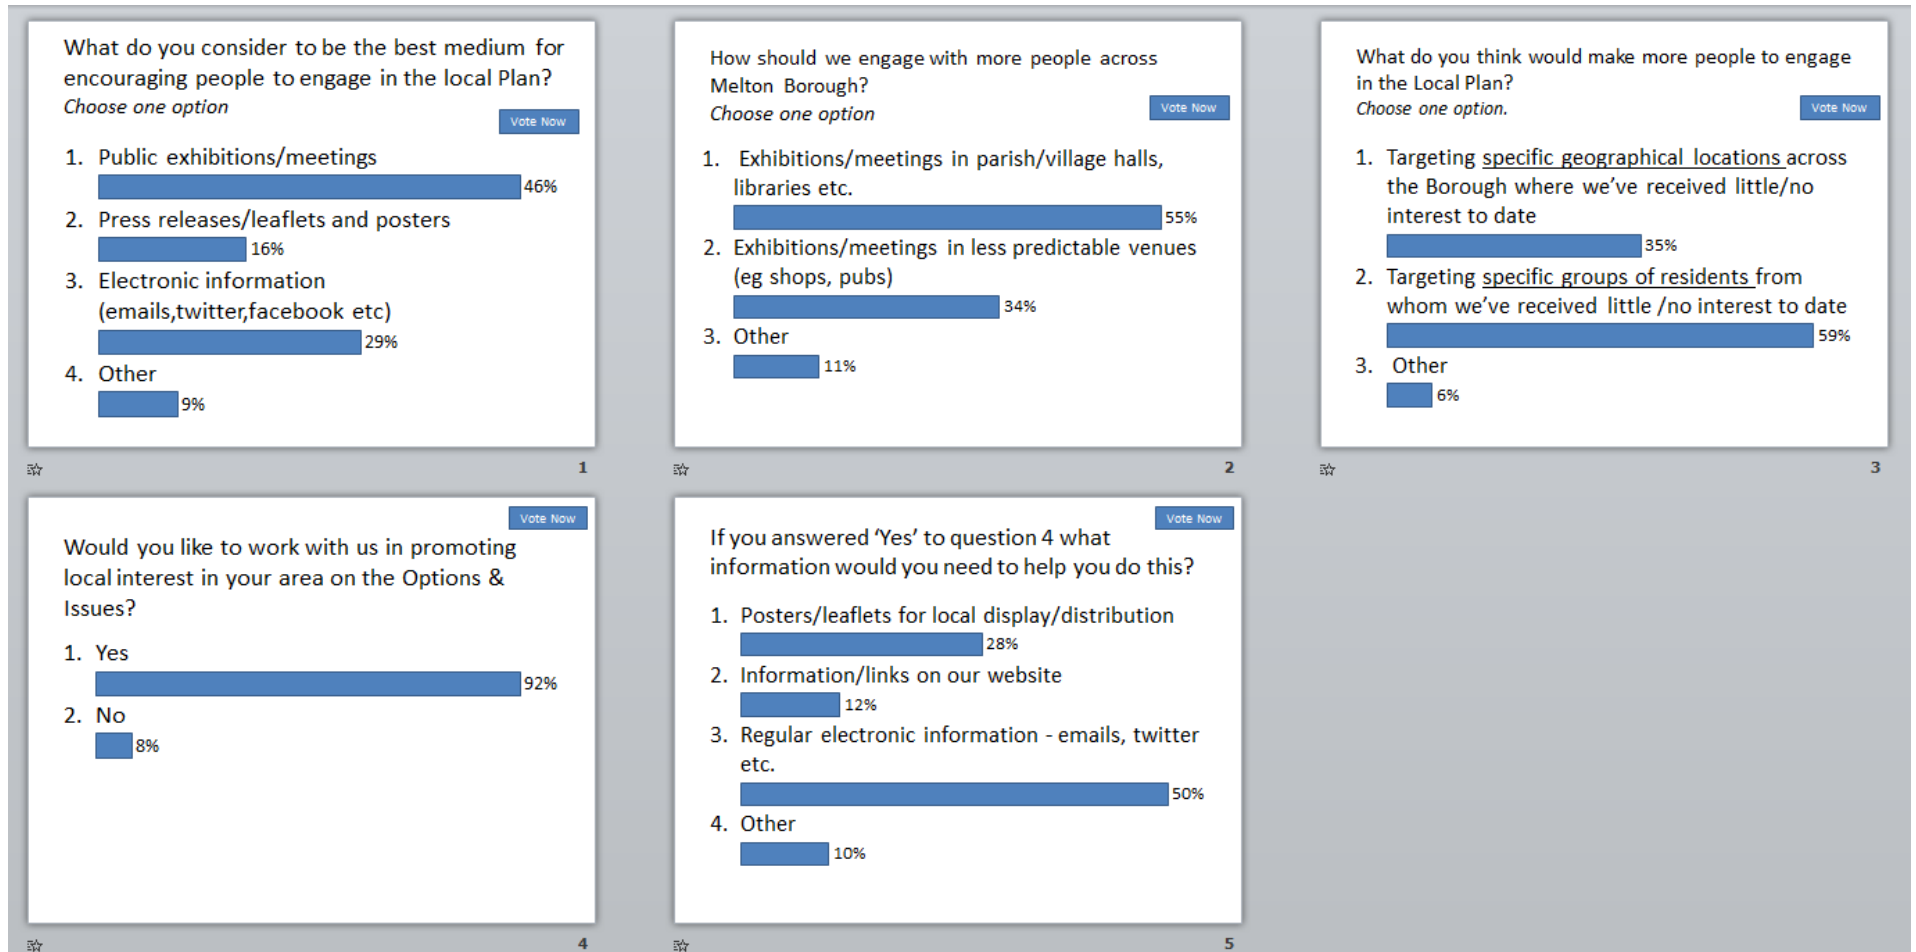 What do you consider to be the best medium for
encouraging people to engage in the local Plan?
Choose one option
Vote Now
1. Public exhibitions/meetings
46%
2. Press releases/leaflets and posters
16%
3. Electronic information
(emails,twitter,facebook etc)
29%
4. Other
9%
1
How should we engage with more people across
Melton Borough?
Choose one option
Vote Now
1. Exhibitions/meetings in parish/village halls,
libraries etc.
55%
2. Exhibitions/meetings in less predictable venues
(eg shops, pubs)
34%
3. Other
11%
2
What do you think would make more people to engage
in the Local Plan?
Choose one option.
Vote Now
1. Targeting specific geographical locations across
the Borough where we've received little/no
interest to date
35%
2. Targeting specific groups of residents from
whom we've received little /no interest to date
59%
3. Other
6%
3
Vote Now
Would you like to work with us in promoting
local interest in your area on the Options &
Issues?
1. Yes
92%
2. No
8%
4
Vote Now
If you answered ‘Yes’ to question 4 what
information would you need to help you do this?
1. Posters/leaflets for local display/distribution
28%
2. Information/links on our website
12%
3. Regular electronic information - emails, twitter
etc.
50%
4. Other
10%
5